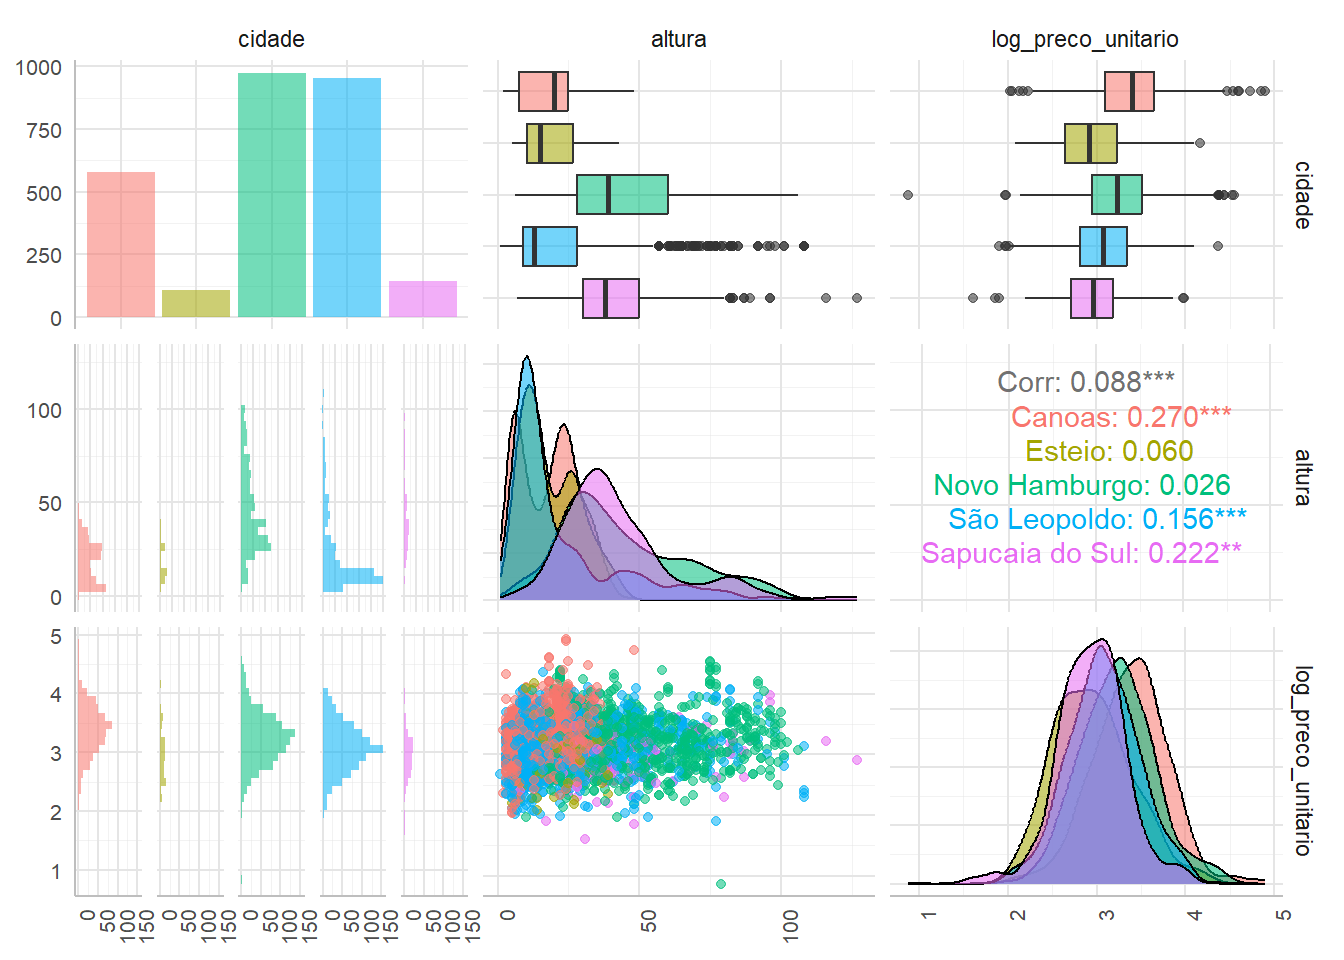 cidade altura log_preco_unitario
1000
750
500
250
0
cidade
100
50
0
Corr: 0.088***
Canoas: 0.270***
Esteio: 0.060
Novo Hamburgo: 0.026
São Leopoldo: 0.156***
Sapucaia do Sul: 0.222**
altura
5
4
3
2
1
log_preco_unitario
0 50 100 150 0 50 100 150 0 50 100 150 0 50 100 150 0 50 100 150 0 50 100 1 2 3 4 5